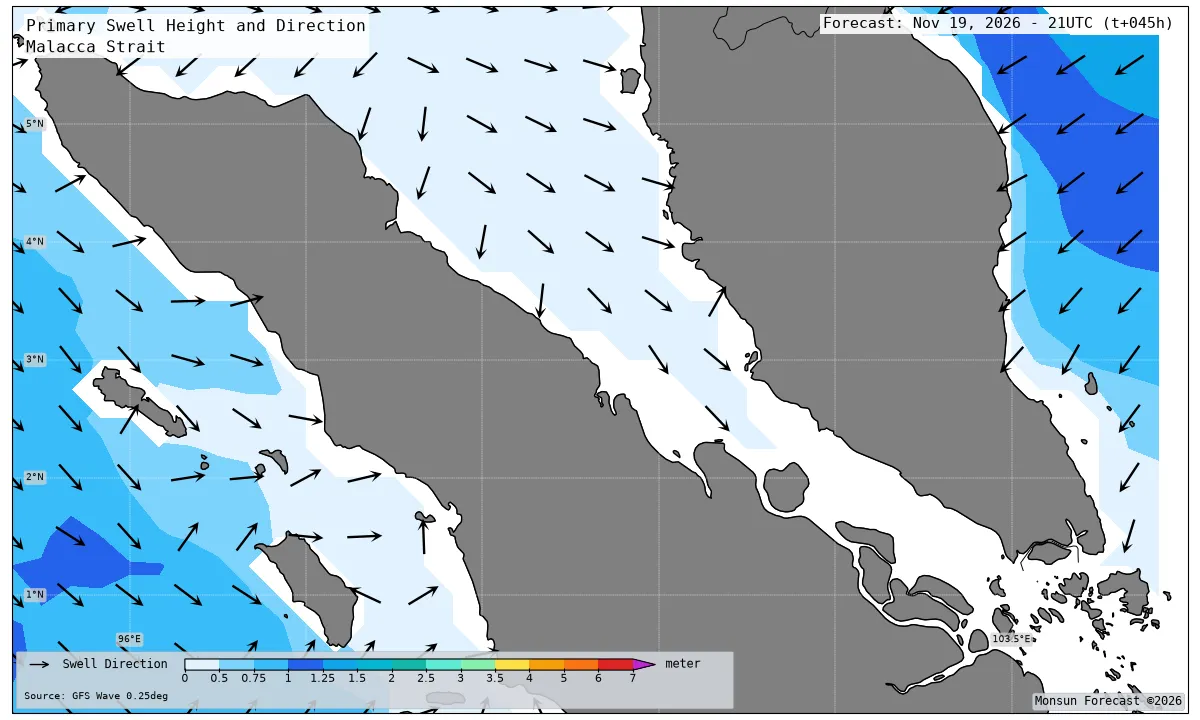 Primary Swell Height and Direction
Malacca Strait
Forecast: Nov 19, 2026 - 21UTC (t+045h)
5°N
4°N
3°N
2°N
1°N
96°E
103.5°E
Swell Direction
meter
0 0.5 0.75 1 1.25 1.5 2 2.5 3 3.5 4 5 6 7
Source: GFS Wave 0.25deg
Monsun Forecast ©2026